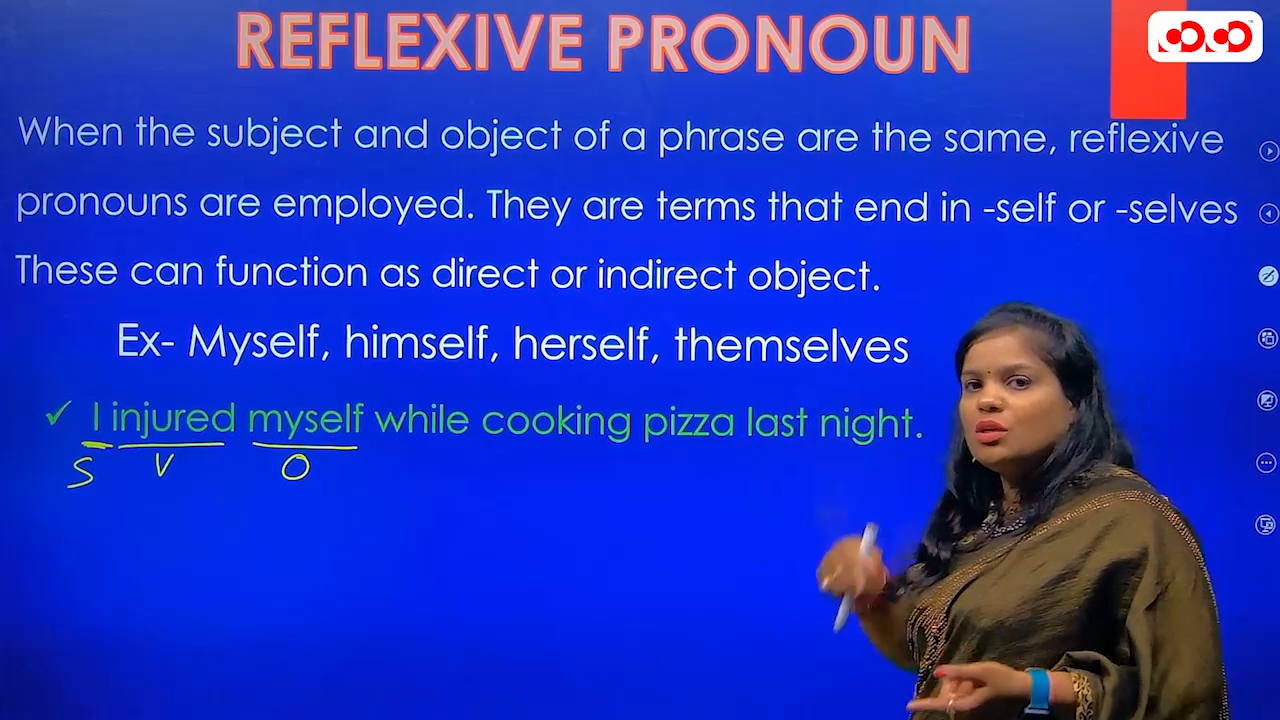 REFLEXIVE PRONOUN
When the subject and object of a phrase are the same, reflexive
pronouns are employed. They are terms that end in -self or -selves
These can function as direct or indirect object.
Ex- Myself, himself, herself, themselves
✓ I injured myself while cooking pizza last night.
S V O